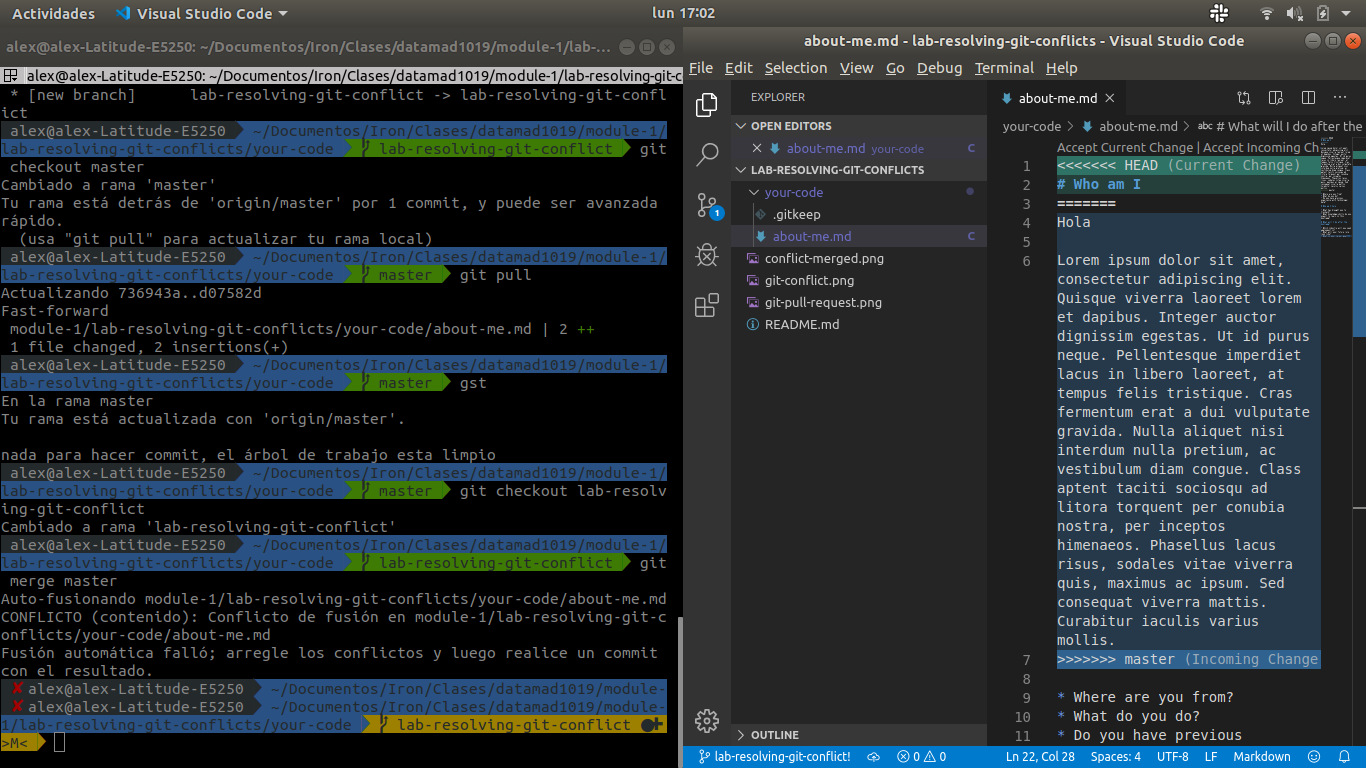 Actividades
Visual Studio Code
lun 17:02
alex@alex-Latitude-E5250: ~/Documentos/Iron/Clases/datamad1019/module-1/lab-...
alex@alex-Latitude-E5250: ~/Documentos/Iron/Clases/datamad1019/module-1/lab-resolving-git-c
* [new branch]      lab-resolving-git-conflict -> lab-resolving-git-confl
ict
alex@alex-Latitude-E5250 ~/Documentos/Iron/Clases/datamad1019/module-1/
lab-resolving-git-conflicts/your-code lab-resolving-git-conflict git
checkout master
Cambiado a rama 'master'
Tu rama está detrás de 'origin/master' por 1 commit, y puede ser avanzada
rápido.
(usa "git pull" para actualizar tu rama local)
alex@alex-Latitude-E5250 ~/Documentos/Iron/Clases/datamad1019/module-1/
lab-resolving-git-conflicts/your-code master git pull
Actualizando 736943a..d07582d
Fast-forward
module-1/lab-resolving-git-conflicts/your-code/about-me.md | 2 ++
1 file changed, 2 insertions(+)
alex@alex-Latitude-E5250 ~/Documentos/Iron/Clases/datamad1019/module-1/
lab-resolving-git-conflicts/your-code master gst
En la rama master
Tu rama está actualizada con 'origin/master'.
nada para hacer commit, el árbol de trabajo esta limpio
alex@alex-Latitude-E5250 ~/Documentos/Iron/Clases/datamad1019/module-1/
lab-resolving-git-conflicts/your-code master git checkout lab-resolv
ing-git-conflict
Cambiado a rama 'lab-resolving-git-conflict'
alex@alex-Latitude-E5250 ~/Documentos/Iron/Clases/datamad1019/module-1/
lab-resolving-git-conflicts/your-code lab-resolving-git-conflict git
merge master
Auto-fusionando module-1/lab-resolving-git-conflicts/your-code/about-me.md
CONFLICTO (contenido): Conflicto de fusión en module-1/lab-resolving-git-c
onflicts/your-code/about-me.md
Fusión automática falló; arregle los conflictos y luego realice un commit
con el resultado.
✘ alex@alex-Latitude-E5250 ~/Documentos/Iron/Clases/datamad1019/module-
✘ alex@alex-Latitude-E5250 ~/Documentos/Iron/Clases/datamad1019/module-
1/lab-resolving-git-conflicts/your-code lab-resolving-git-conflict ●✚
>M<
about-me.md - lab-resolving-git-conflicts - Visual Studio Code
File Edit Selection View Go Debug Terminal Help
EXPLORER
OPEN EDITORS
about-me.md your-code C
LAB-RESOLVING-GIT-CONFLICTS
your-code
.gitkeep
about-me.md C
conflict-merged.png
git-conflict.png
git-pull-request.png
README.md
OUTLINE
1
about-me.md
your-code > about-me.md > # What will I do after the
Accept Current Change | Accept Incoming Ch
1 <<<<<<< HEAD (Current Change)
2 # Who am I
3 =======
4 Hola
5
6 Lorem ipsum dolor sit amet,
consectetur adipiscing elit.
Quisque viverra laoreet lorem
et dapibus. Integer auctor
dignissim egestas. Ut id purus
neque. Pellentesque imperdiet
lacus in libero laoreet, at
tempus felis tristique. Cras
fermentum erat a dui vulputate
gravida. Nulla aliquet nisi
interdum nulla pretium, ac
vestibulum diam congue. Class
aptent taciti sociosqu ad
litora torquent per conubia
nostra, per inceptos
himenaeos. Phasellus lacus
risus, sodales vitae viverra
quis, maximus ac ipsum. Sed
consequat viverra mattis.
Curabitur iaculis varius
mollis.
7 >>>>>>> master (Incoming Change
8
9 * Where are you from?
10 * What do you do?
11 * Do you have previous
lab-resolving-git-conflict! 0 0 Ln 22, Col 28 Spaces: 4 UTF-8 LF Markdown